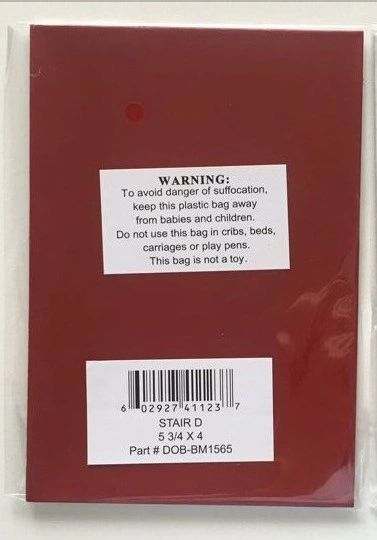 WARNING:
To avoid danger of suffocation,
keep this plastic bag away
from babies and children.
Do not use this bag in cribs, beds,
carriages or play pens.
This bag is not a toy.
6 02927 41123 7
STAIR D
5 3/4 X 4
Part # DOB-BM1565